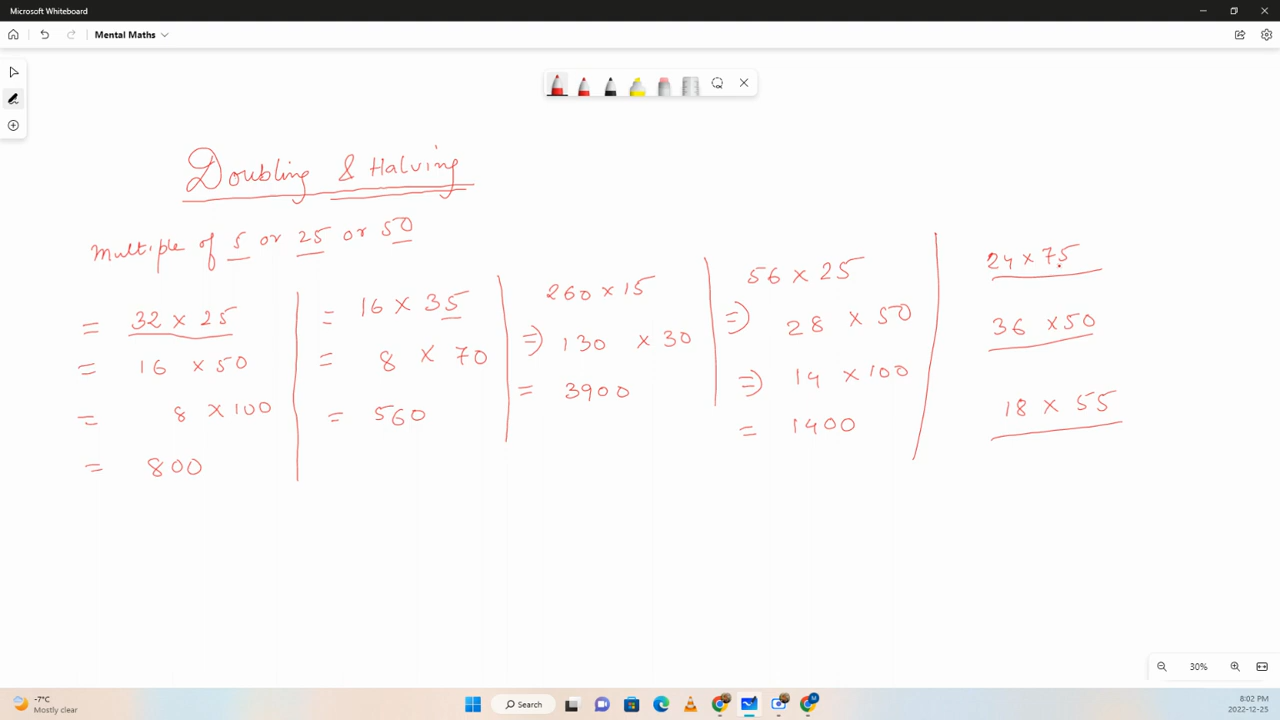 Microsoft Whiteboard
Mental Maths
Doubling & Halving
Multiple of 5 or 25 or 50
= 32 × 25
= 16 × 50
= 8 × 100
= 800
= 16 × 35
= 8 × 70
= 560
260 × 15
⇒ 130 × 30
= 3900
56 × 25
⇒ 28 × 50
⇒ 14 × 100
= 1400
24 × 75
36 × 50
18 × 55
30%
-7°C
Mostly clear
Search
8:02 PM
2022-12-25